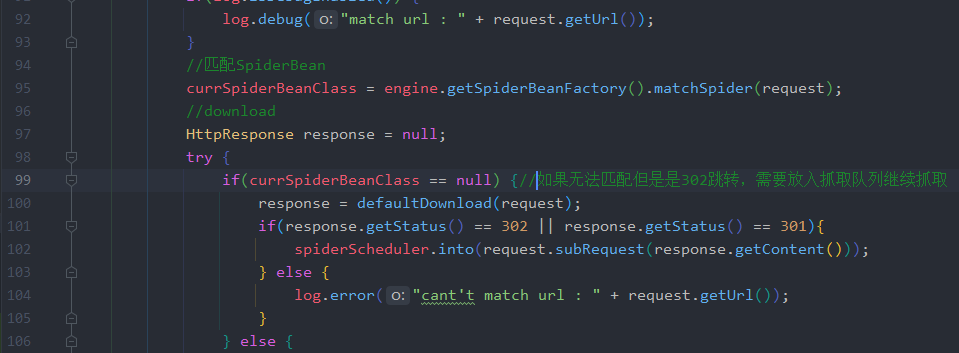 92 log.debug( o: "match url : " + request.getUrl());
93 }
94 //匹配SpiderBean
95 currSpiderBeanClass = engine.getSpiderBeanFactory().matchSpider(request);
96 //download
97 HttpResponse response = null;
98 try {
99 if(currSpiderBeanClass == null) {//如果无法匹配但是是302跳转，需要放入抓取队列继续抓取
100 response = defaultDownload(request);
101 if(response.getStatus() == 302 || response.getStatus() == 301){
102 spiderScheduler.into(request.subRequest(response.getContent()));
103 } else {
104 log.error( o: "cant't match url : " + request.getUrl());
105 }
106 } else {